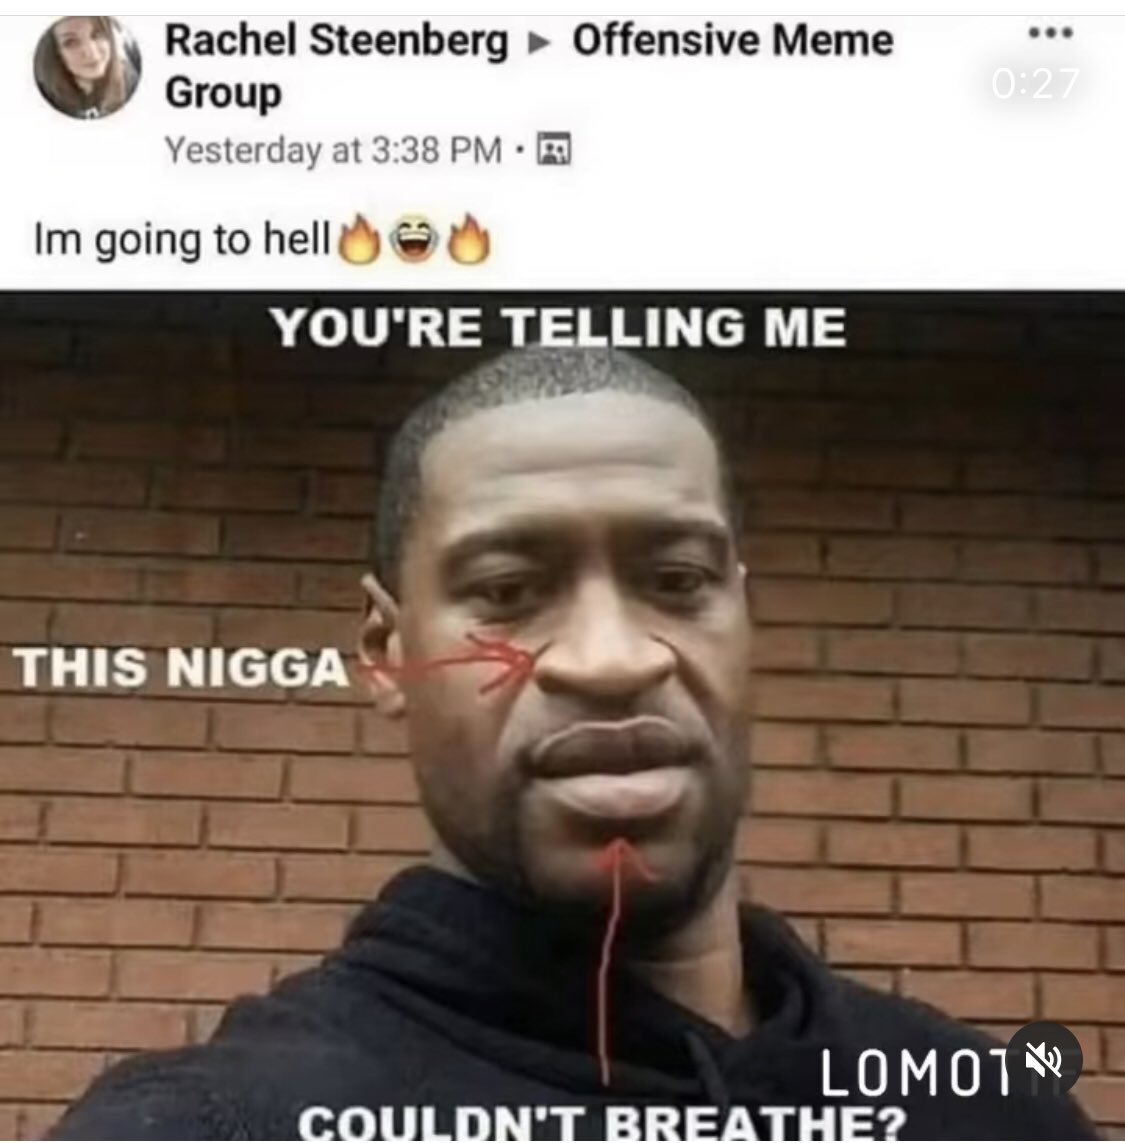 Rachel Steenberg ▸ Offensive Meme
Group
0:27
Yesterday at 3:38 PM ·
Im going to hell🔥😂🔥
YOU'RE TELLING ME
THIS NIGGA
LOMOT
COULDN'T BREATHE?